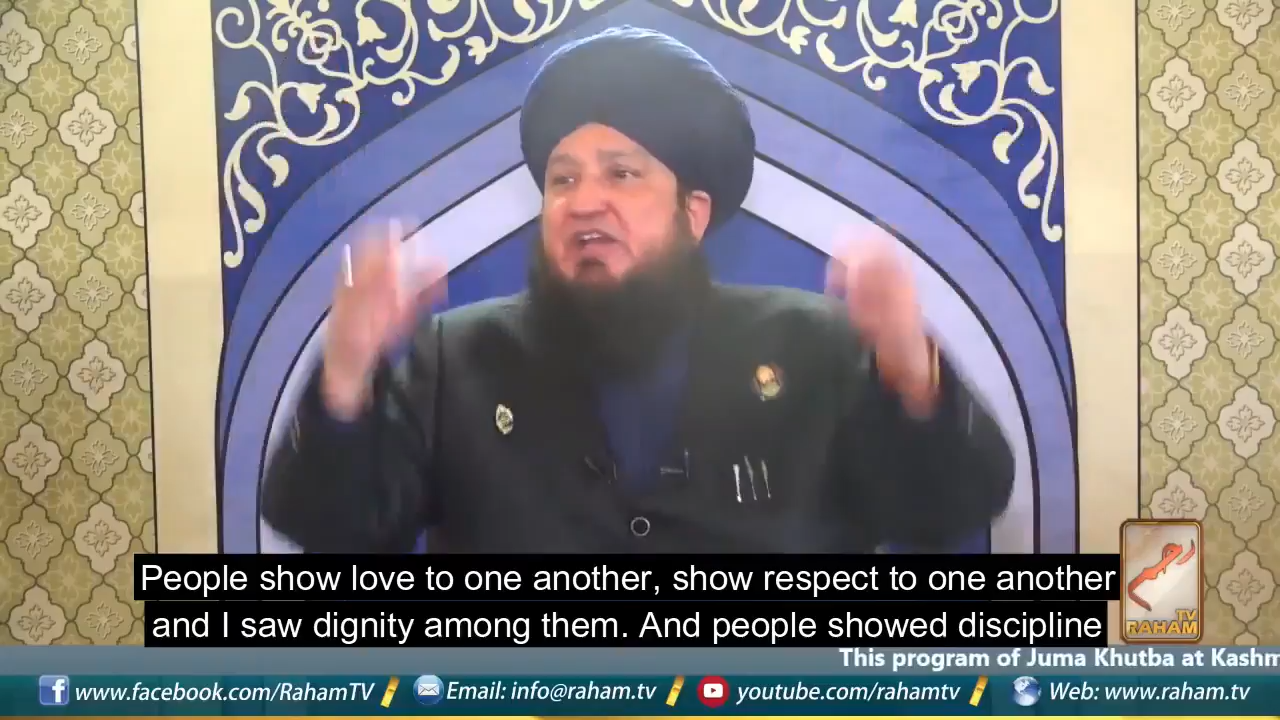 People show love to one another, show respect to one another
and I saw dignity among them. And people showed discipline
رحم
TV
RAHAM
This program of Juma Khutba at Kashm
www.facebook.com/RahamTV
Email: info@raham.tv
youtube.com/rahamtv
Web: www.raham.tv